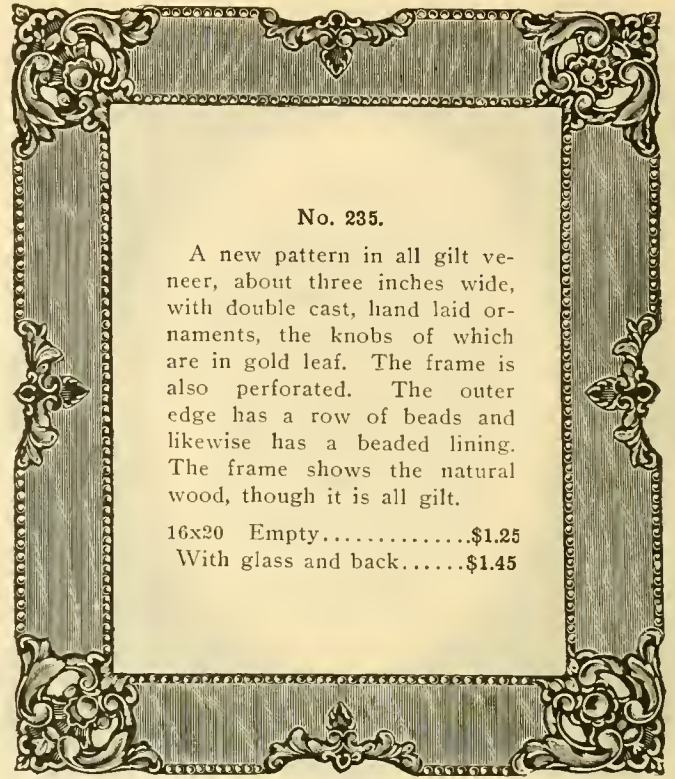 No. 235.
A new pattern in all gilt ve-
neer, about three inches wide,
with double cast, hand laid or-
naments, the knobs of which
are in gold leaf. The frame is
also perforated. The outer
edge has a row of beads and
likewise has a beaded lining.
The frame shows the natural
wood, though it is all gilt.
16x20 Empty..............$1.25
With glass and back......$1.45